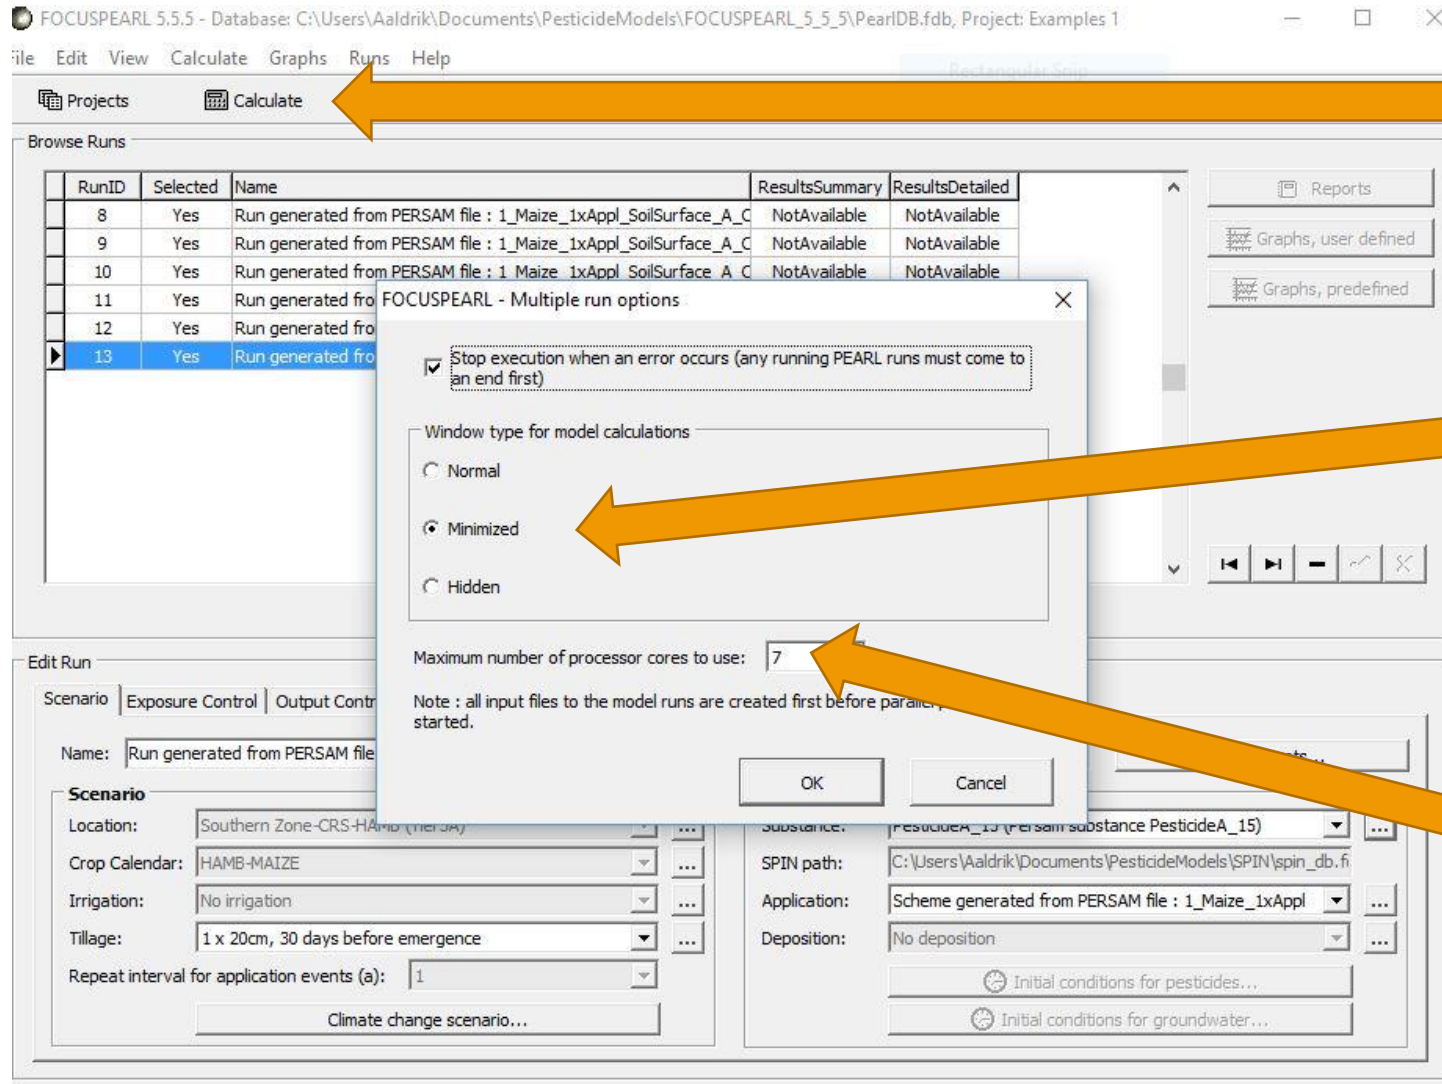 FOCUSPEARL 5.5.5 - Database: C:\Users\Aaldrik\Documents\PesticideModels\FOCUSPEARL_5_5_5\PearlDB.fdb, Project: Examples 1
File Edit View Calculate Graphs Runs Help
Rectangular Snip
Projects Calculate
Browse Runs
RunID Selected Name ResultsSummary ResultsDetailed
8 Yes Run generated from PERSAM file : 1_Maize_1xAppl_SoilSurface_A_C NotAvailable NotAvailable
9 Yes Run generated from PERSAM file : 1_Maize_1xAppl_SoilSurface_A_C NotAvailable NotAvailable
10 Yes Run generated from PERSAM file : 1_Maize_1xAppl_SoilSurface_A_C NotAvailable NotAvailable
11 Yes Run generated fro
12 Yes Run generated fro
13 Yes Run generated fro
Reports
Graphs, user defined
Graphs, predefined
FOCUSPEARL - Multiple run options
Stop execution when an error occurs (any running PEARL runs must come to
an end first)
Window type for model calculations
Normal
Minimized
Hidden
Maximum number of processor cores to use: 7
Note : all input files to the model runs are created first before
started.
OK Cancel
Edit Run
Scenario Exposure Control Output Contr
Name: Run generated from PERSAM file
Scenario
Location: Southern Zone-CRS-HAMB (Tier3A) ...
Crop Calendar: HAMB-MAIZE ...
Irrigation: No irrigation ...
Tillage: 1 x 20cm, 30 days before emergence ...
Repeat interval for application events (a): 1
Climate change scenario...
Substance: PesticideA_15 (Persam substance PesticideA_15) ...
SPIN path: C:\Users\Aaldrik\Documents\PesticideModels\SPIN\spin_db.f
Application: Scheme generated from PERSAM file : 1_Maize_1xAppl ...
Deposition: No deposition ...
Initial conditions for pesticides...
Initial conditions for groundwater...